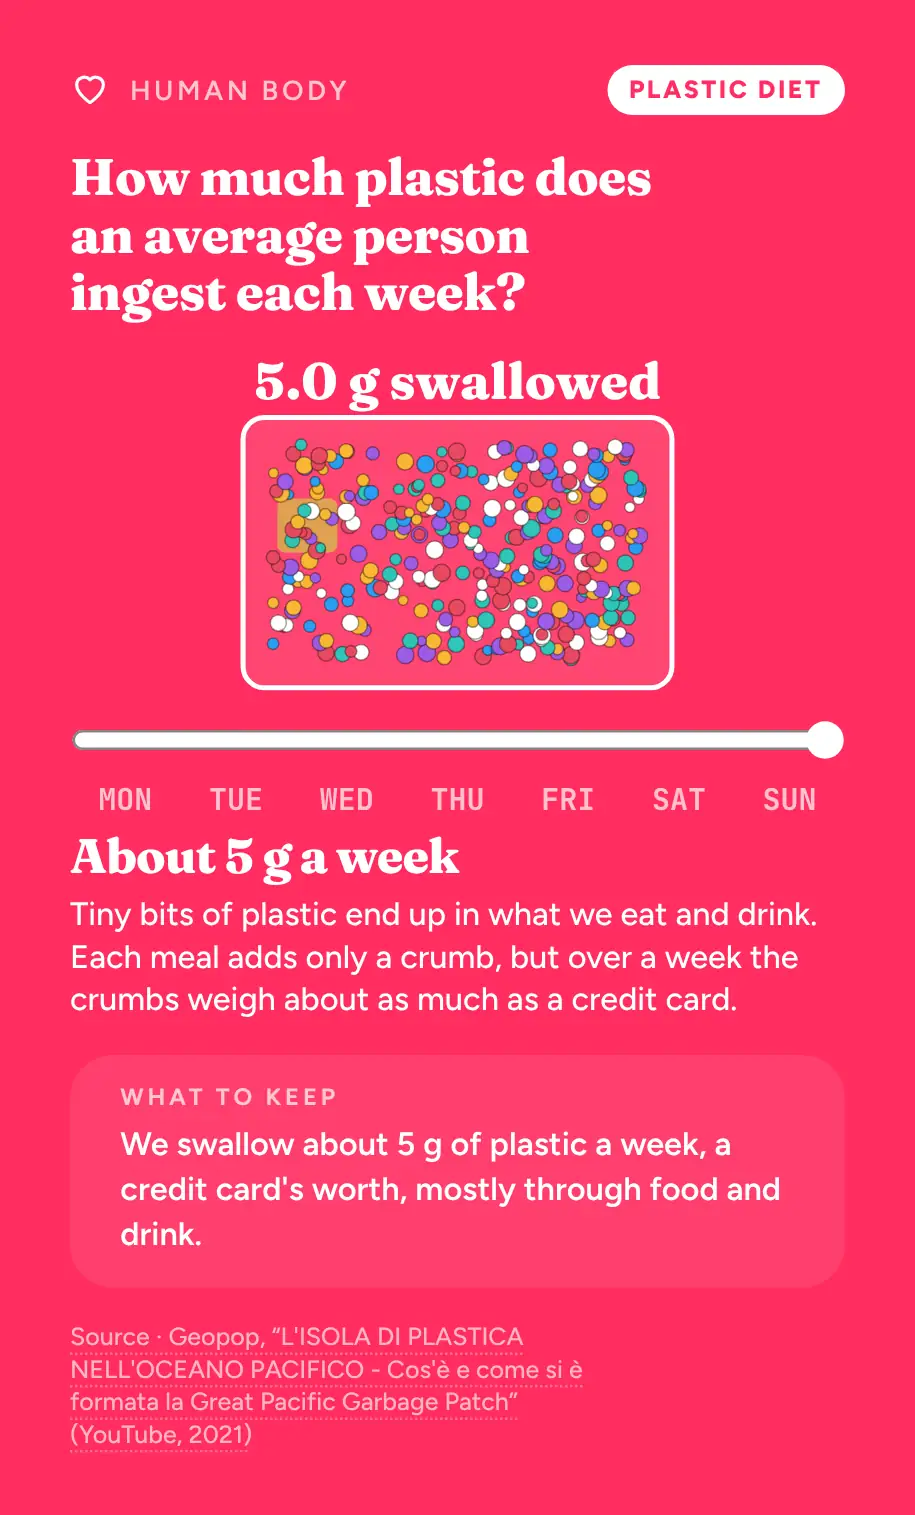 HUMAN BODY
PLASTIC DIET
How much plastic does
an average person
ingest each week?
5.0 g swallowed
MON TUE WED THU FRI SAT SUN
About 5 g a week
Tiny bits of plastic end up in what we eat and drink.
Each meal adds only a crumb, but over a week the
crumbs weigh about as much as a credit card.
WHAT TO KEEP
We swallow about 5 g of plastic a week, a
credit card's worth, mostly through food and
drink.
Source · Geopop, “L'ISOLA DI PLASTICA
NELL'OCEANO PACIFICO - Cos'è e come si è
formata la Great Pacific Garbage Patch”
(YouTube, 2021)